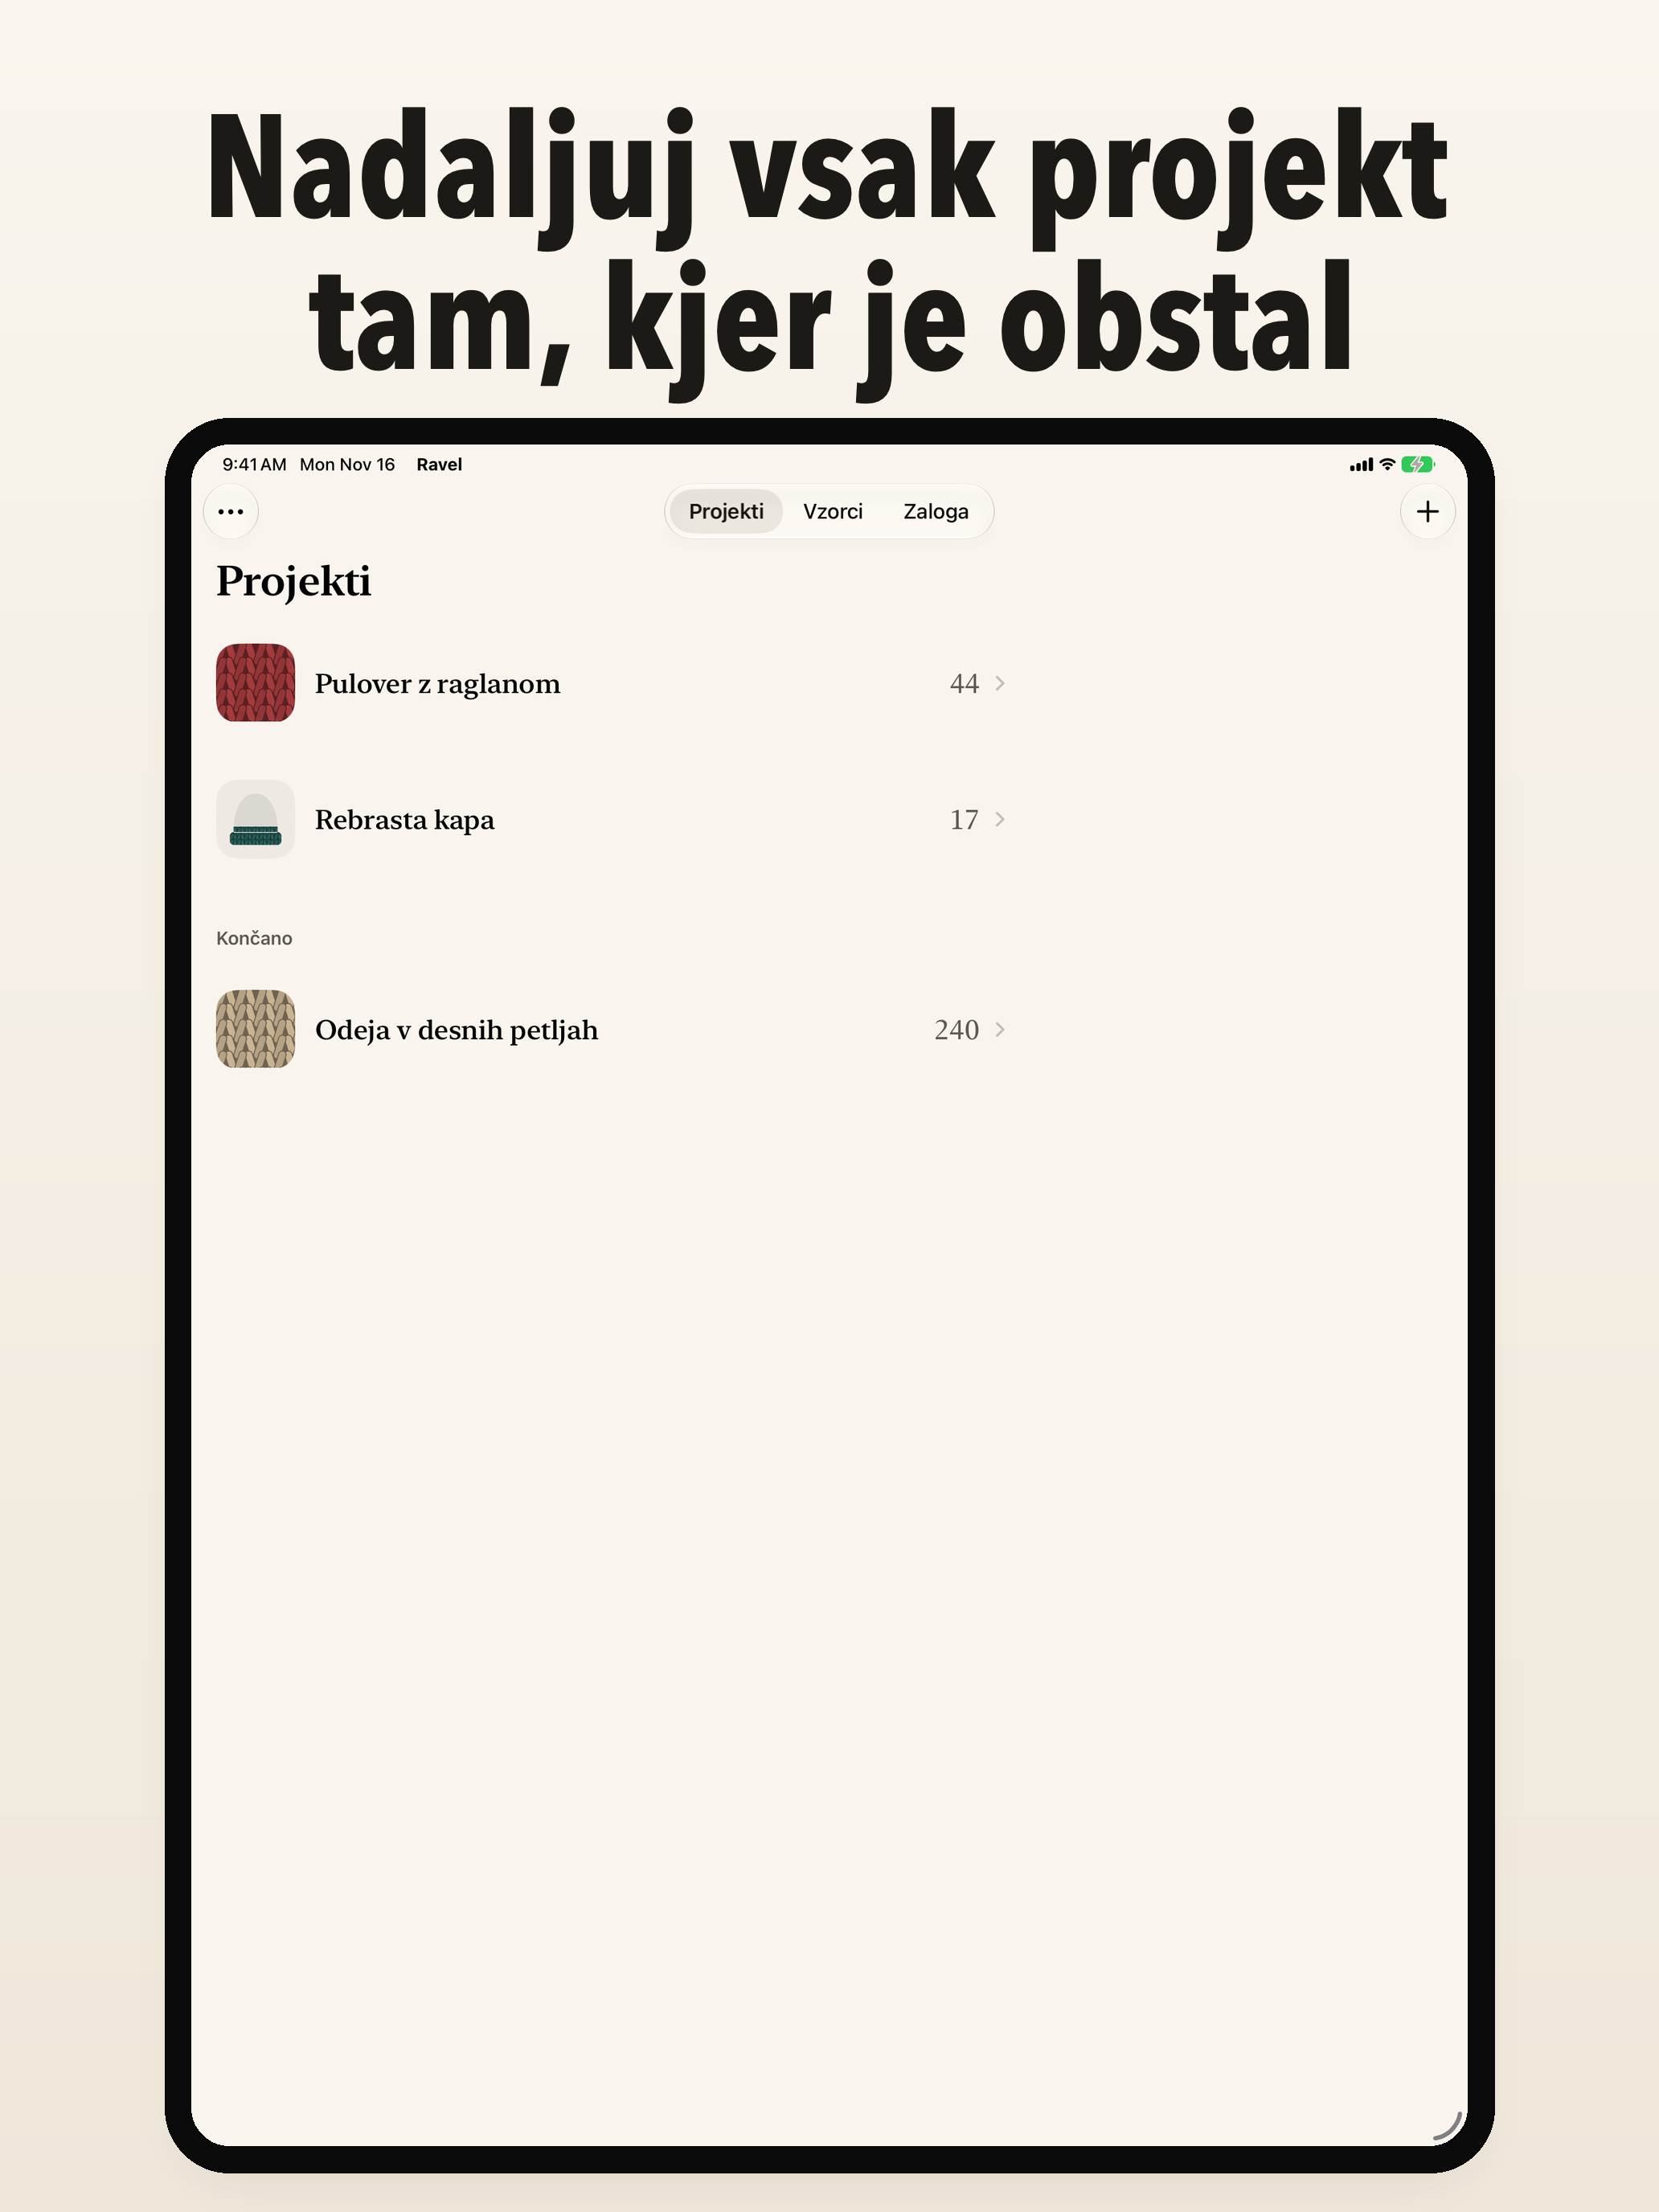 Nadaljuj vsak projekt
tam, kjer je obstal
9:41 AM Mon Nov 16 Ravel
Projekti Vzorci Zaloga
Projekti
Pulover z raglanom 44
Rebrasta kapa 17
Končano
Odeja v desnih petljah 240